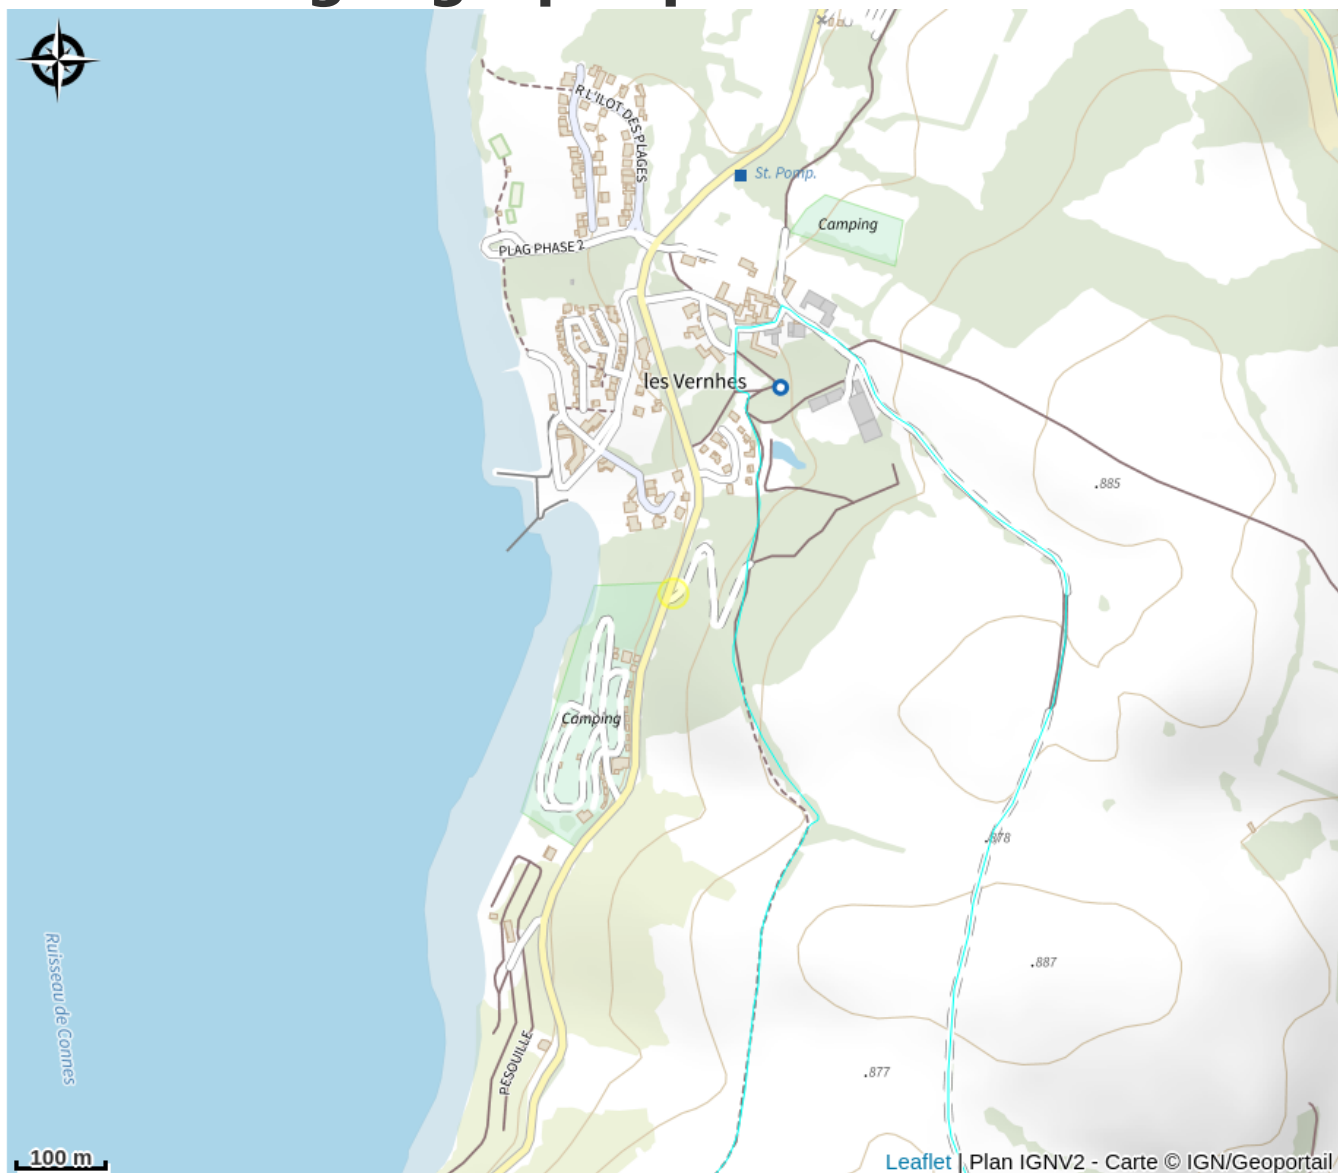 R L'ILOT DES PLAGES
St. Pomp.
Camping
PLAG PHASE 2
les Vernhes
.885
Camping
.878
Ruisseau de Connes
.887
PESOUILLE
.877
100 m
Leaflet | Plan IGNV2 - Carte © IGN/Geoportail